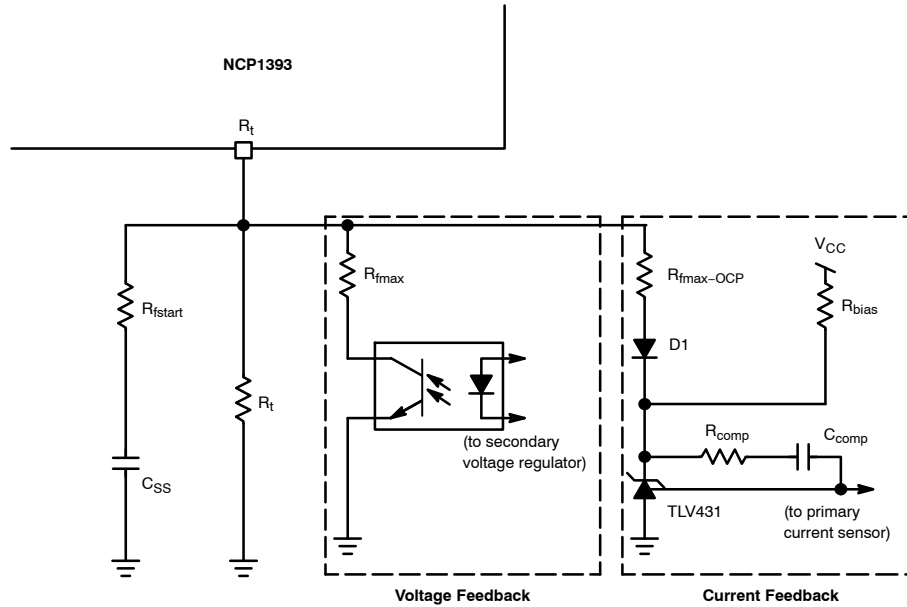 NCP1393
Rt
Rfstart
CSS
Rt
Rfmax
(to secondary
voltage regulator)
Voltage Feedback
Rfmax−OCP
D1
VCC
Rbias
Rcomp
Ccomp
TLV431
(to primary
current sensor)
Current Feedback